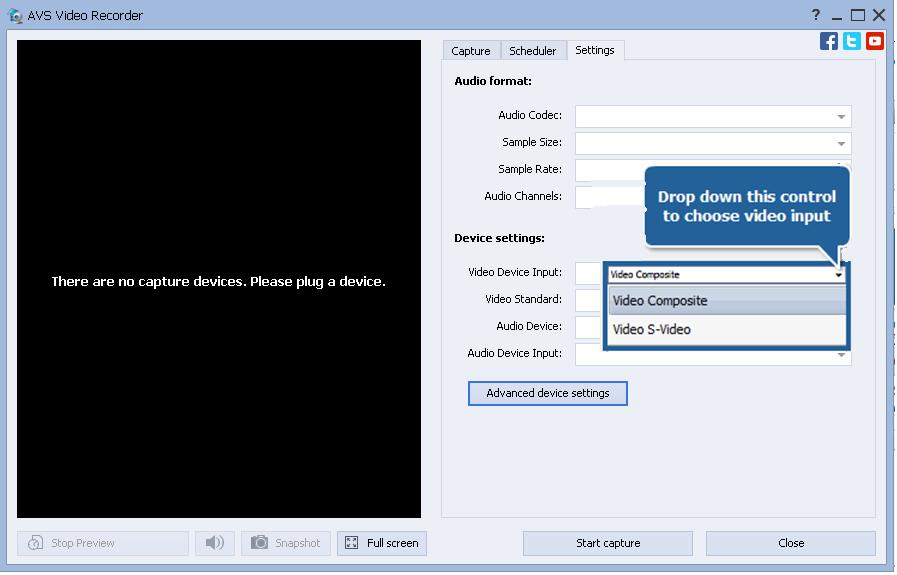 AVS Video Recorder
?
Capture
Scheduler
Settings
Audio format:
Audio Codec:
Sample Size:
Sample Rate:
Audio Channels:
Drop down this control
to choose video input
Device settings:
Video Device Input:
Video Composite
Video Composite
Video S-Video
Video Standard:
Audio Device:
Audio Device Input:
Advanced device settings
There are no capture devices. Please plug a device.
Stop Preview
Snapshot
Full screen
Start capture
Close